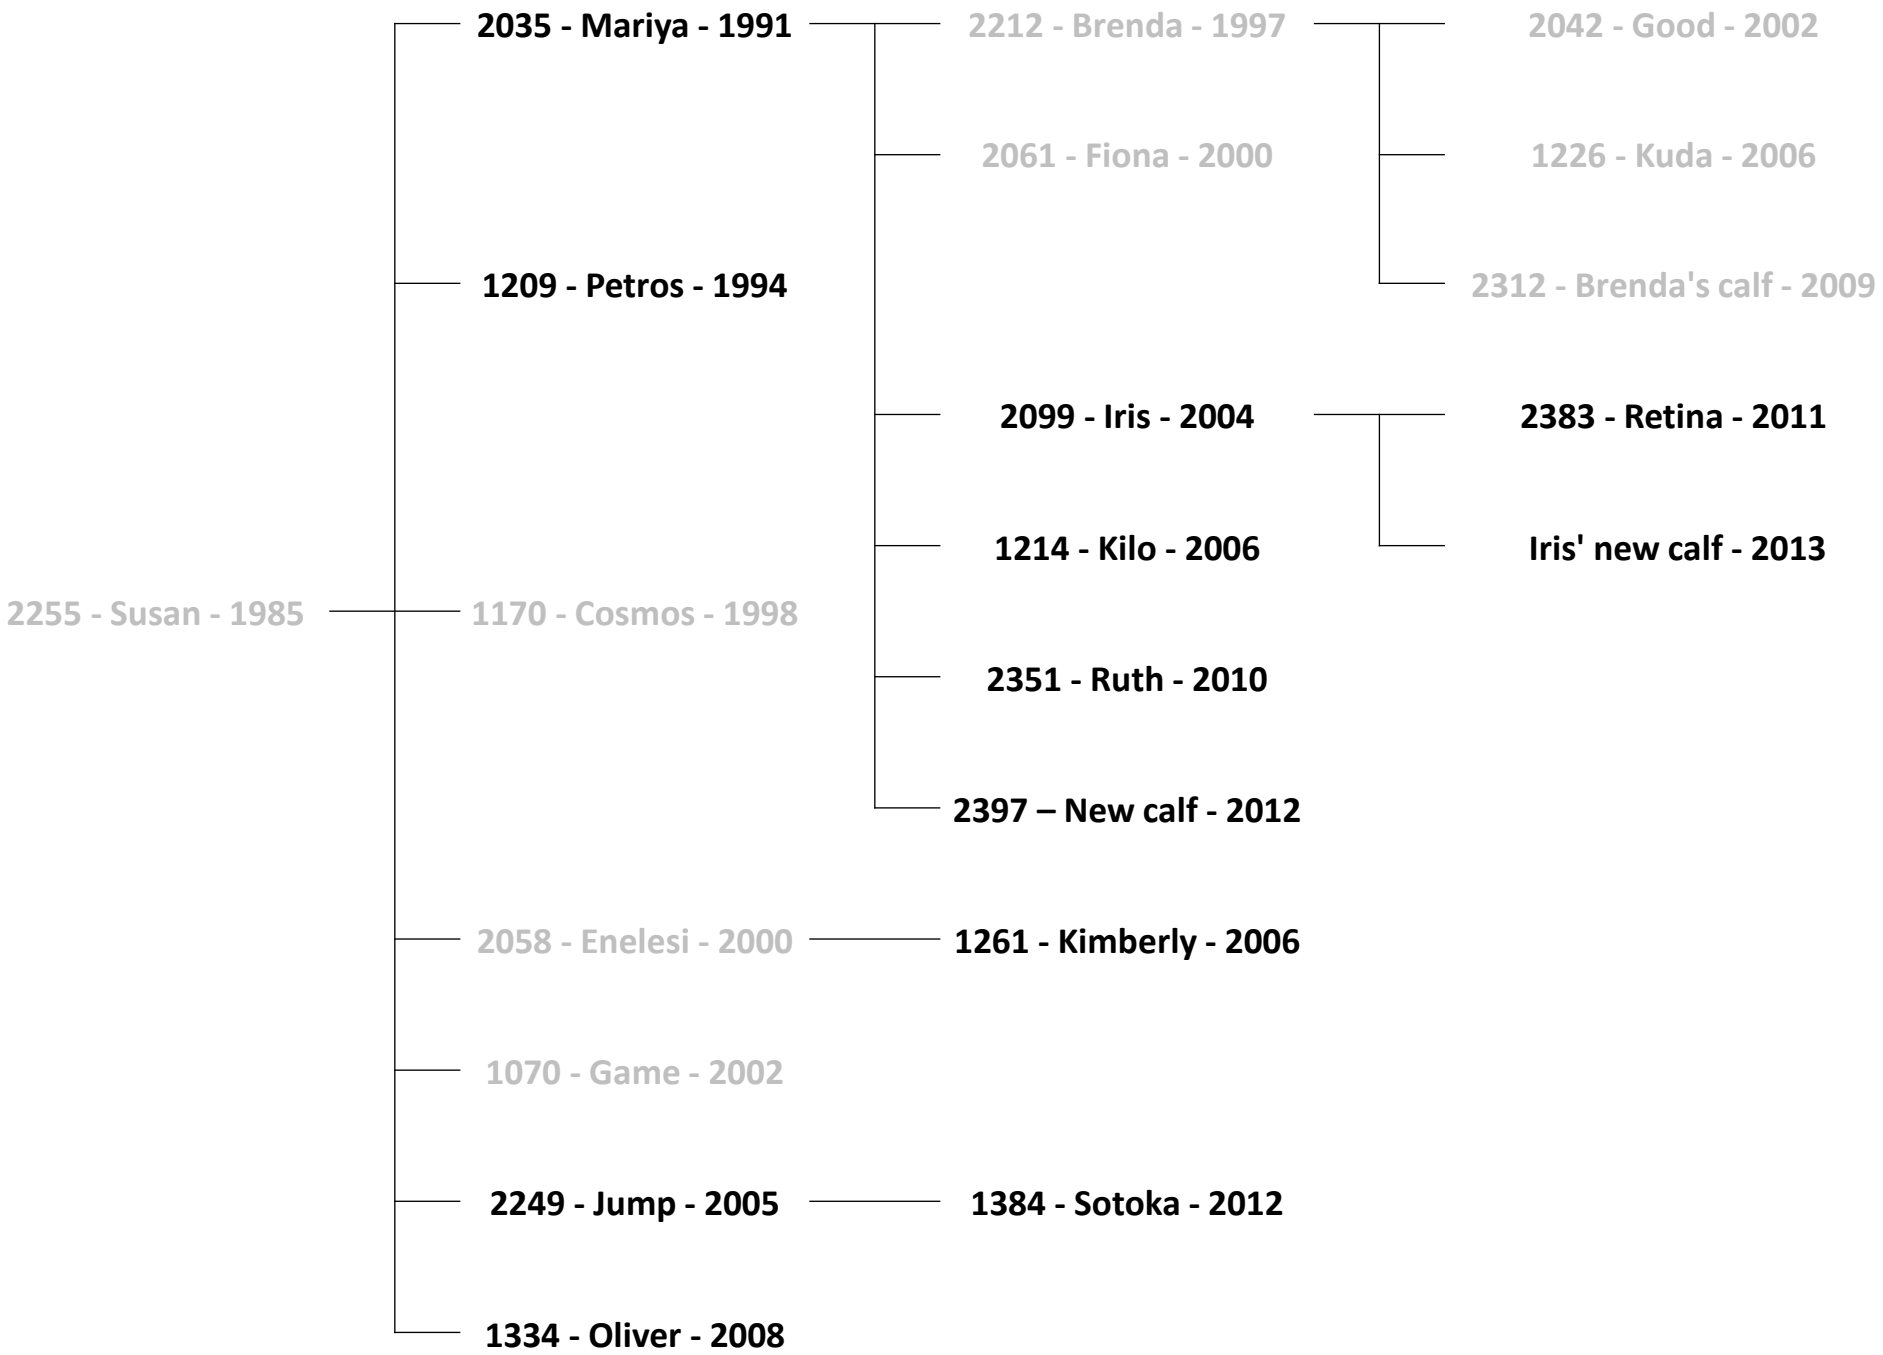 2035 - Mariya - 1991
2212 - Brenda - 1997
2042 - Good - 2002
2061 - Fiona - 2000
1226 - Kuda - 2006
1209 - Petros - 1994
2312 - Brenda's calf - 2009
2099 - Iris - 2004
2383 - Retina - 2011
1214 - Kilo - 2006
Iris' new calf - 2013
2255 - Susan - 1985
1170 - Cosmos - 1998
2351 - Ruth - 2010
2397 – New calf - 2012
2058 - Enelesi - 2000
1261 - Kimberly - 2006
1070 - Game - 2002
2249 - Jump - 2005
1384 - Sotoka - 2012
1334 - Oliver - 2008